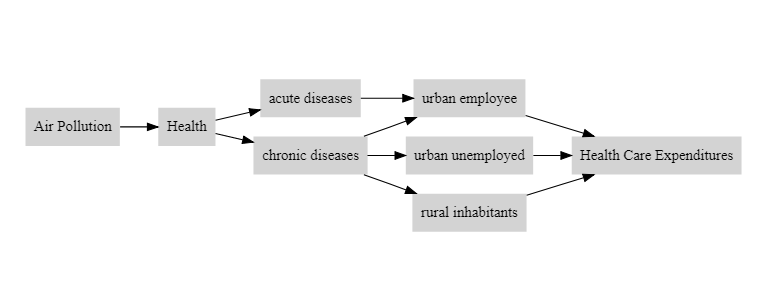 Air Pollution
Health
acute diseases
chronic diseases
urban employee
urban unemployed
rural inhabitants
Health Care Expenditures